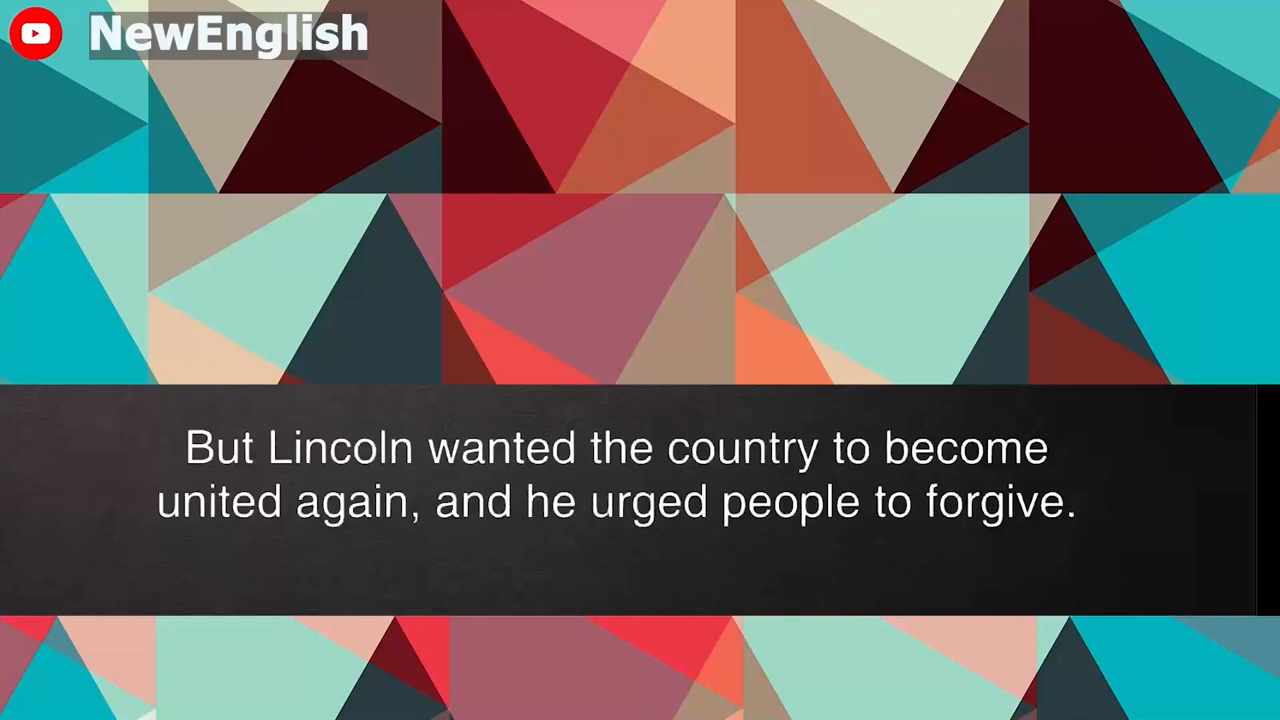 NewEnglish
But Lincoln wanted the country to become
united again, and he urged people to forgive.